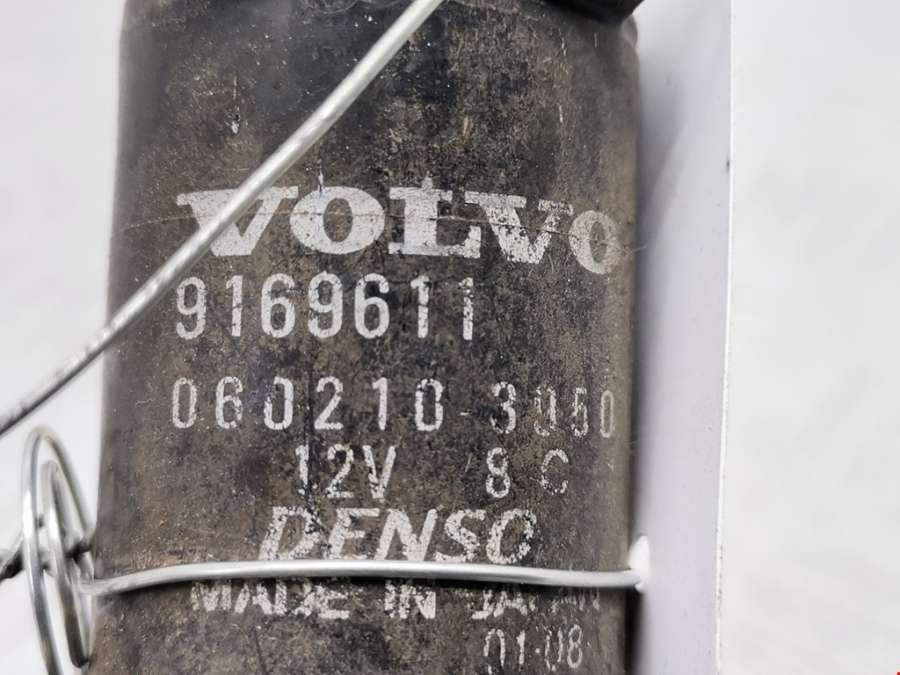 VOLVO
9169611
060210-3050
12V 8C
DENSO
MADE IN JAPAN
01-08